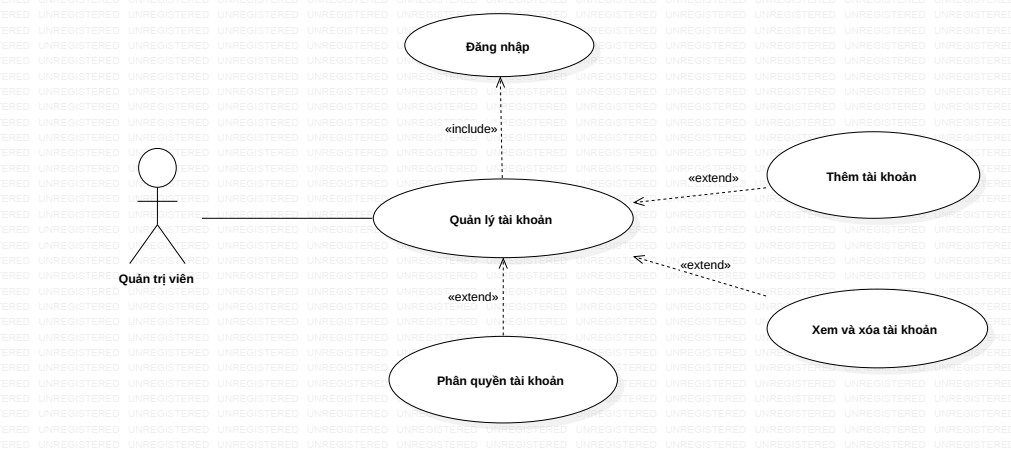 Đăng nhập
«include»
Thêm tài khoản
«extend»
Quản lý tài khoản
«extend»
Quản trị viên
«extend»
Xem và xóa tài khoản
Phân quyền tài khoản
UNREGISTERED